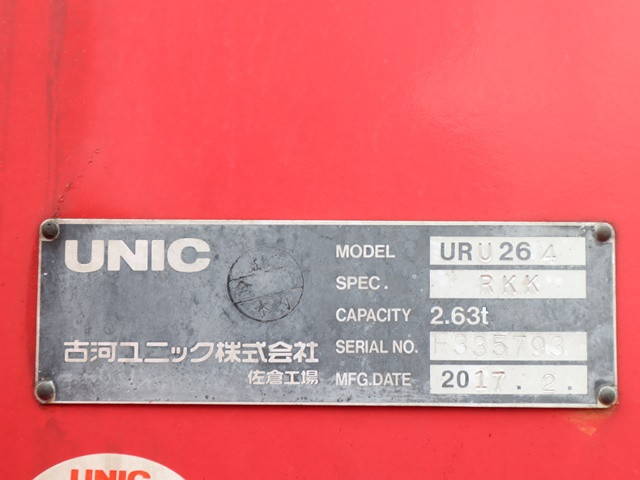 UNIC
古河ユニック株式会社
佐倉工場
MODEL URU264
SPEC. RKK
CAPACITY 2.63t
SERIAL NO. H335793
MFG.DATE 2017.2.
UNIC